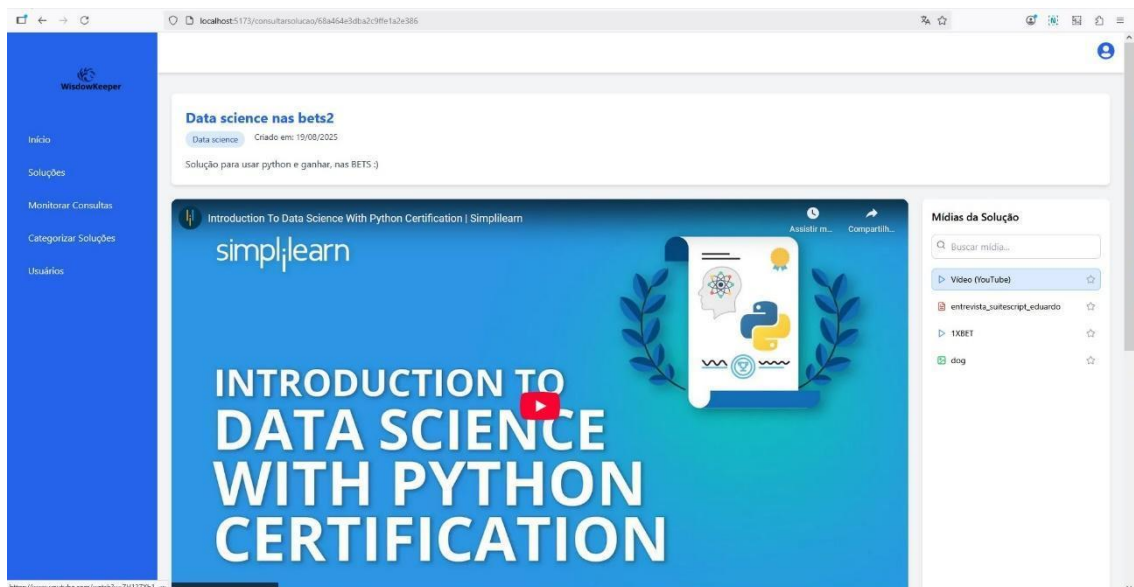 localhost:5173/consultarsolucao/68a464e3dba2c9ffe1a2e386
WisdowKeeper
Início
Soluções
Monitorar Consultas
Categorizar Soluções
Usuários
Data science nas bets2
Data science Criado em: 19/08/2025
Solução para usar python e ganhar, nas BETS :)
Introduction To Data Science With Python Certification | Simplilearn
Assistir m... Compartilh...
simplilearn
INTRODUCTION TO
DATA SCIENCE
WITH PYTHON
CERTIFICATION
Mídias da Solução
Buscar mídia...
Vídeo (YouTube)
entrevista_suitescript_eduardo
1XBET
dog